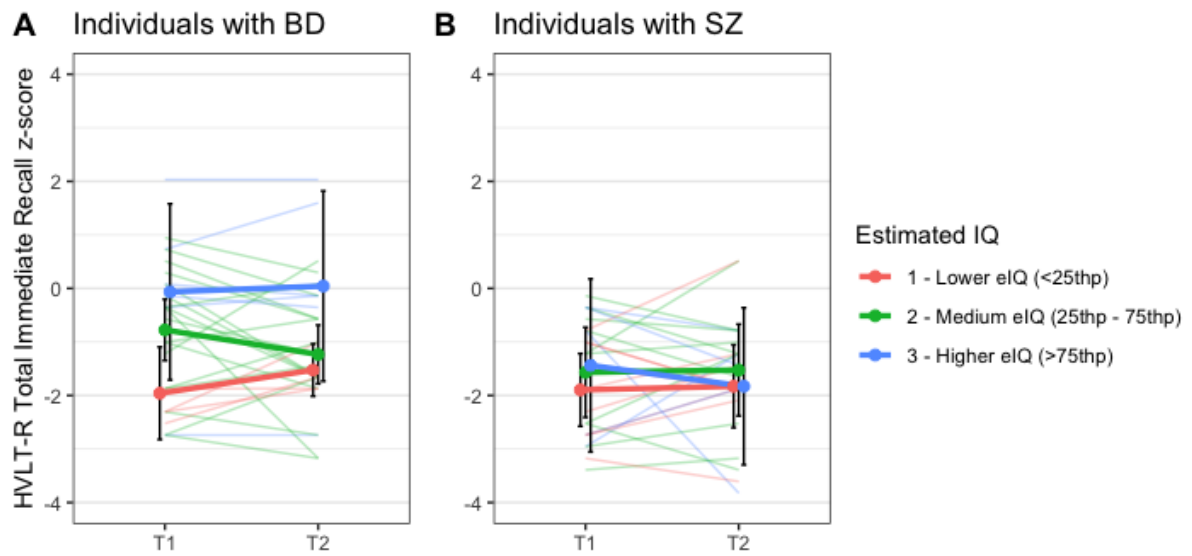 A Individuals with BD
HVLT-R Total Immediate Recall z-score
4
2
0
-2
-4
T1 T2
B Individuals with SZ
4
2
0
-2
-4
T1 T2
Estimated IQ
1 - Lower eIQ (<25thp)
2 - Medium eIQ (25thp - 75thp)
3 - Higher eIQ (>75thp)